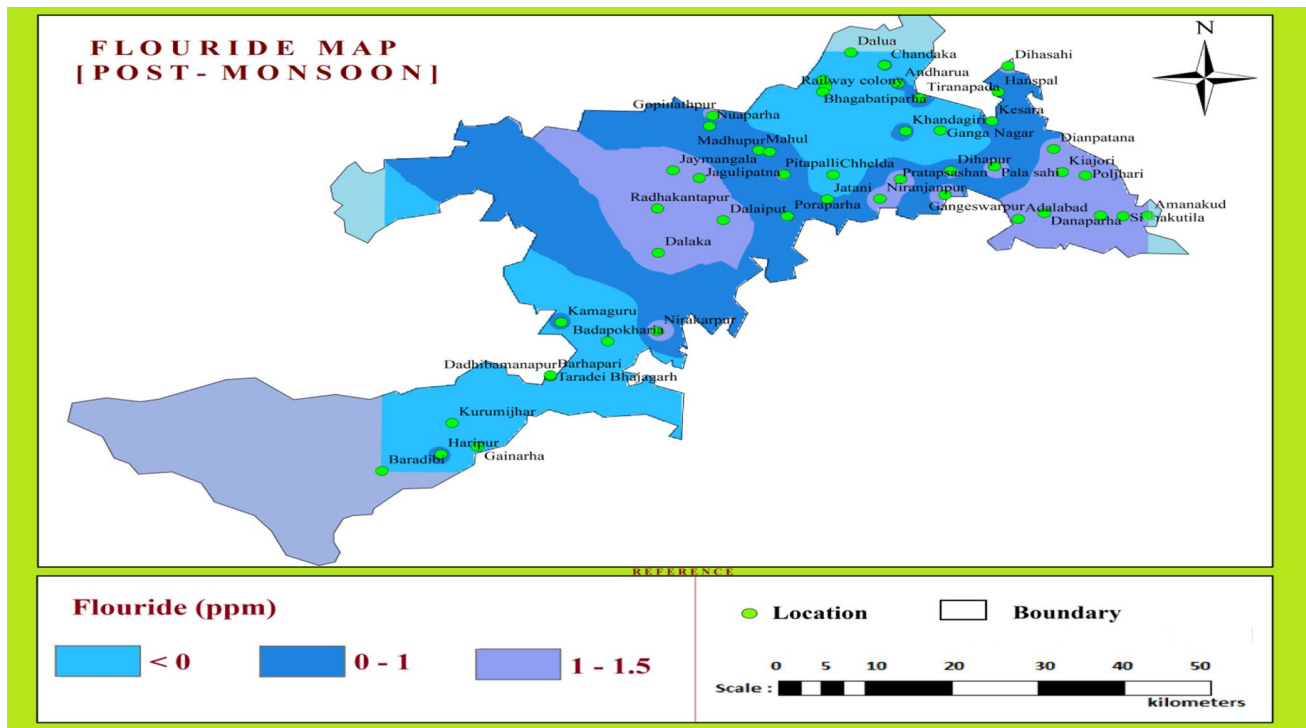 FLOURIDE MAP
[POST- MONSOON]
N
Dalua
Chandaka
Dihasahi
Railway colony
Andharua
Hanspal
Bhagabatiparha
Tiranapada
Gopinathpur
Nuaparha
Khandagiri
Kesara
Ganga Nagar
Madhupur
Mahul
Dianpatana
Jaymangala
Pitapalli
Chhelda
Dihapur
Kiajori
Jagulipatna
Pratapsashan
Pala sahi
Poljhari
Radhakantapur
Jatani
Niranjanpur
Dalaiput
Poraparha
Gangeswarpur
Adalabad
Amanakud
Danaparha
Dalaka
Kamaguru
Badapokharia
Nirakarpur
Dadhibamanapur
Barhapari
Taradei Bhajagarh
Kurumijhar
Haripur
Baradibi
Gainarha
REFERENCE
Flouride (ppm)
< 0
0 - 1
1 - 1.5
Location
Boundary
0 5 10 20 30 40 50
Scale :
kilometers